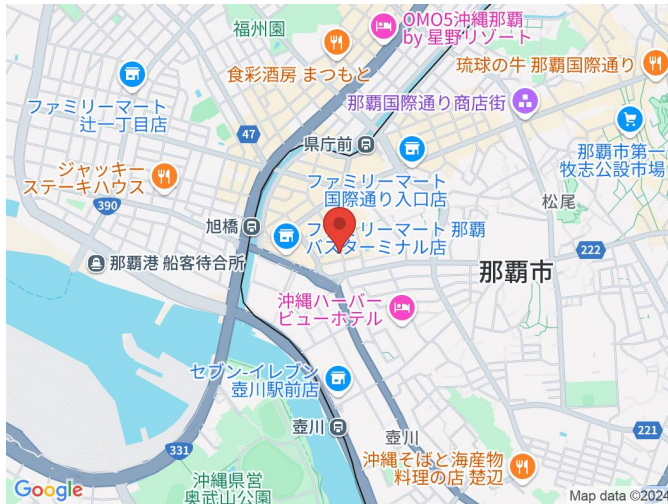 福州園
OMO5沖縄那覇
by 星野リゾート
食彩酒房 まつもと
琉球の牛 那覇国際通り
ファミリーマート
辻一丁目店
那覇国際通り商店街
47
県庁前
那覇市第一
牧志公設市場
ジャッキー
ステーキハウス
ファミリーマート
国際通り入口店
松尾
390
旭橋
ファミリーマート 那覇
バスターミナル店
222
那覇港 船客待合所
那覇市
沖縄ハーバー
ビューホテル
セブン-イレブン
壺川駅前店
壺川
壺川
221
331
沖縄そばと海産物
料理の店 楚辺
沖縄県営
奥武山公園
Google
Map data ©2024